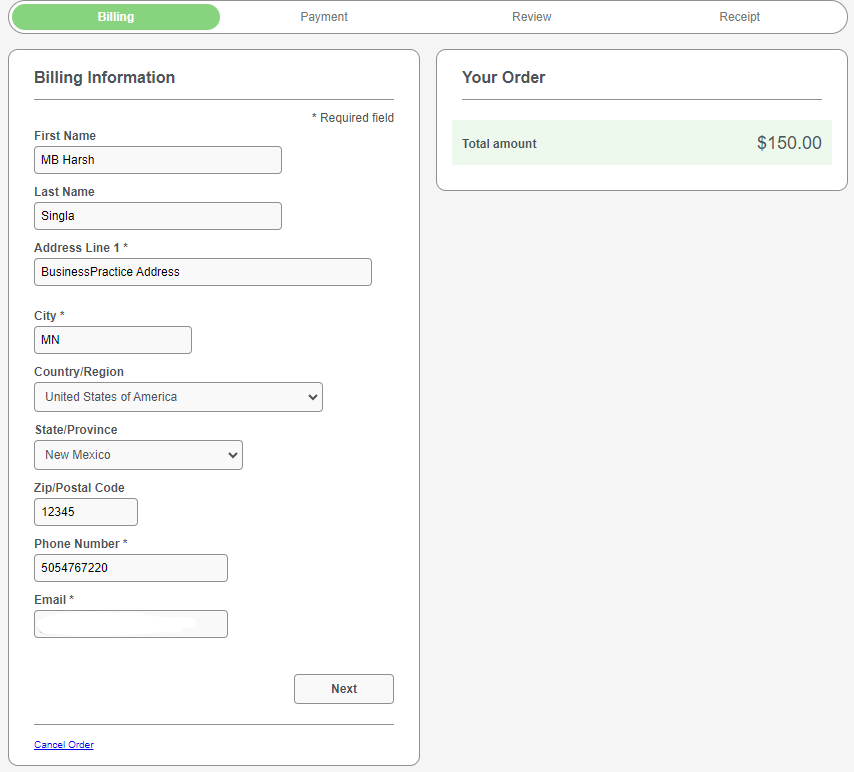 Billing Payment Review Receipt
Billing Information
* Required field
First Name
MB Harsh
Last Name
Singla
Address Line 1 *
BusinessPractice Address
City *
MN
Country/Region
United States of America
State/Province
New Mexico
Zip/Postal Code
12345
Phone Number *
5054767220
Email *
Next
Cancel Order
Your Order
Total amount $150.00